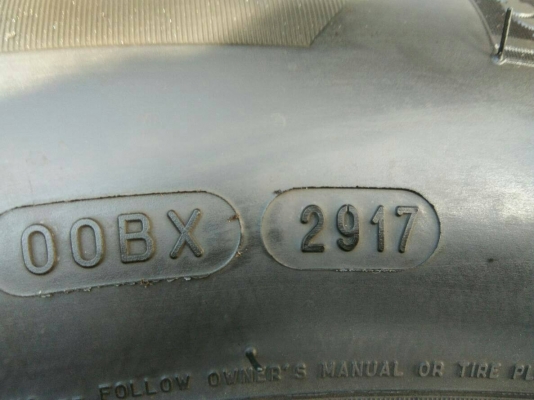 00BX 2917
FOLLOW OWNER'S MANUAL OR TIRE